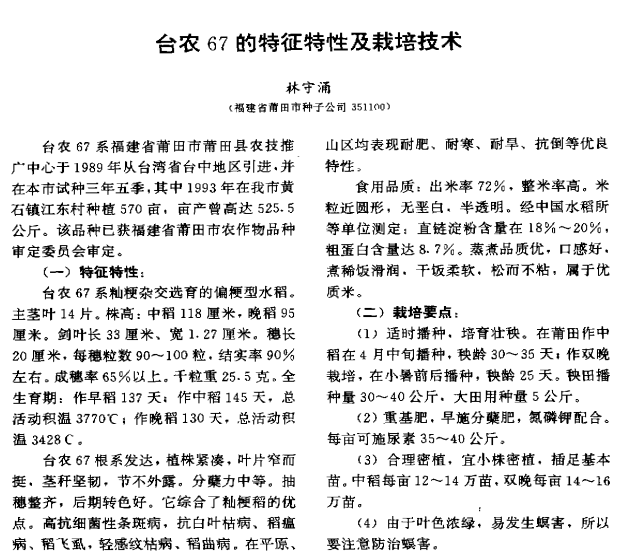 台农 67 的特征特性及栽培技术
林守涌
(福建省莆田市种子公司 351100)
台农 67 系福建省莆田市莆田县农技推
广中心于 1989 年从台湾省台中地区引进,并
在本市试种三年五季,其中 1993 年在我市黄
石镇江东村种植 570 亩,亩产曾高达 525.5
公斤。该品种已获福建省莆田市农作物品种
审定委员会审定。
(一) 特征特性:
台农 67 系籼粳杂交选育的偏粳型水稻。
主茎叶 14 片。株高:中稻 118 厘米,晚稻 95
厘米。剑叶长 33 厘米、宽 1.27 厘米。穗长
20 厘米,每穗粒数 90~100 粒,结实率 90%
左右。成穗率 65%以上。千粒重 25.5 克。全
生育期:作早稻 137 天;作中稻 145 天,总
活动积温 3770℃;作晚稻 130 天,总活动积
温 3428℃。
台农 67 根系发达,植株紧凑,叶片窄而
挺,茎秆坚韧,节不外露。分蘖力中等。抽
穗整齐,后期转色好。它综合了籼粳稻的优
点。高抗细菌性条斑病,抗白叶枯病、稻瘟
病、稻飞虱,轻感纹枯病、稻曲病。在平原、
山区均表现耐肥、耐寒、耐旱、抗倒等优良
特性。
食用品质:出米率 72%,整米率高。米
粒近圆形,无垩白,半透明。经中国水稻所
等单位测定:直链淀粉含量在 18%~20%,
粗蛋白含量达 8.7%。蒸煮品质优,口感好,
煮稀饭滑润,干饭柔软,松而不粘,属于优
质米。
(二) 栽培要点:
(1) 适时播种,培育壮秧。在莆田作中
稻在 4 月中旬播种,秧龄 30~35 天;作双晚
栽培,在小暑前后播种,秧龄 25 天。秧田播
种量 30~40 公斤,大田用种量 5 公斤。
(2) 重基肥,早施分蘖肥,氮磷钾配合。
每亩可施尿素 35~40 公斤。
(3) 合理密植,宜小株密植,插足基本
苗。中稻每亩 12~14 万苗,双晚每亩 14~16
万苗。
(4) 由于叶色浓绿,易发生螟害,所以
要注意防治螟害。